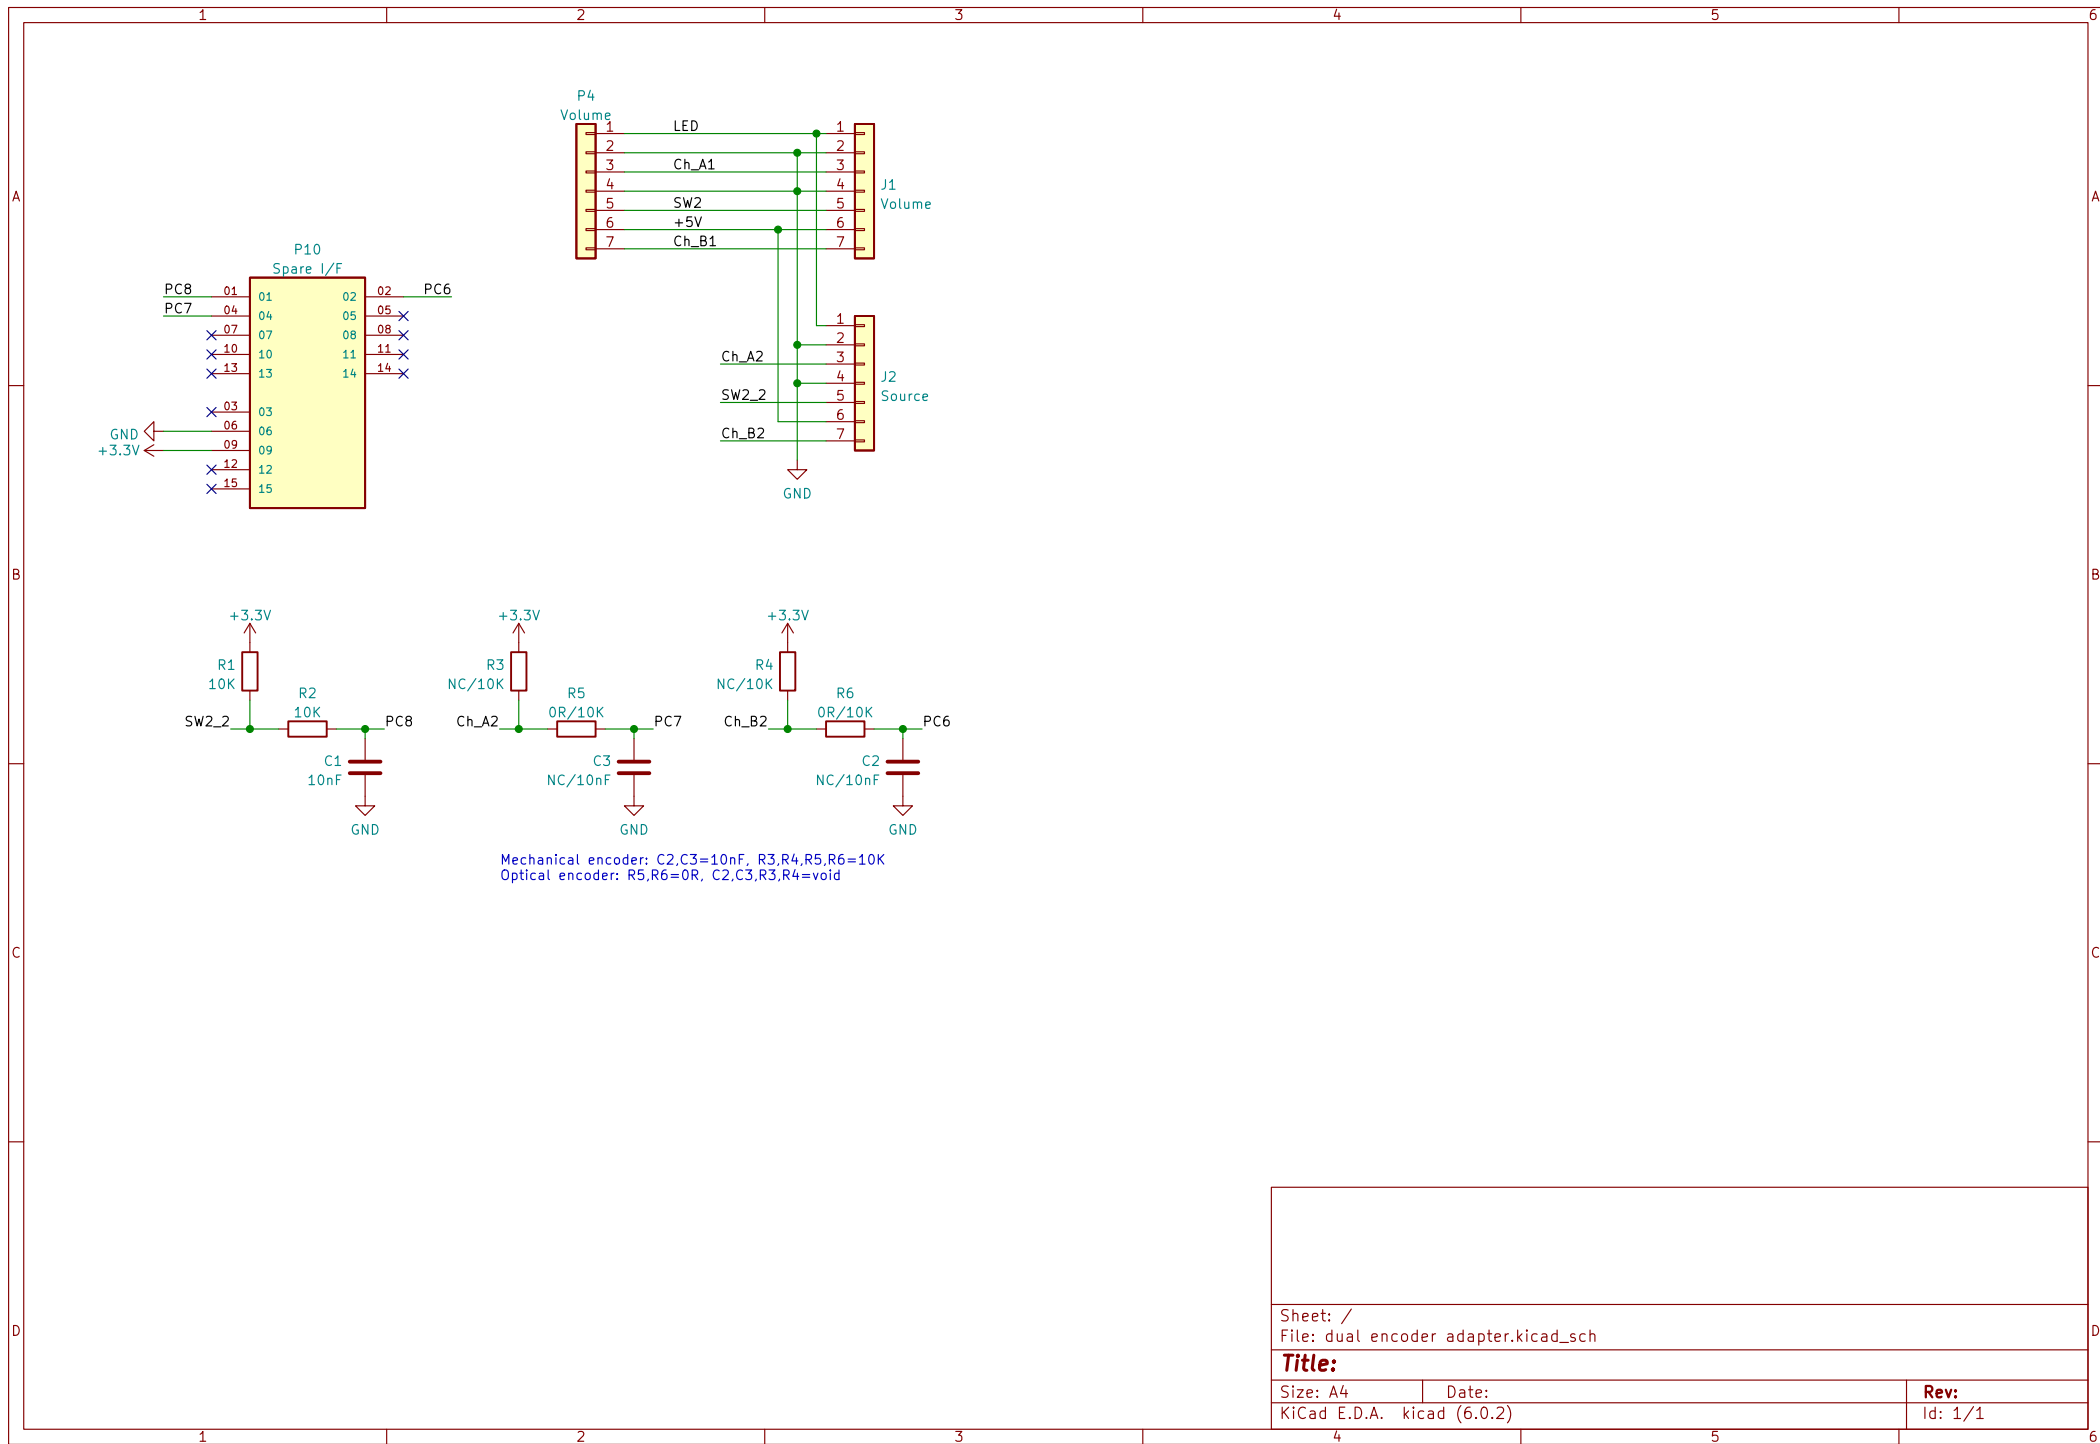 1 2 3 4 5 6
A A
B B
C C
D D
P4
Volume
1
2
3
4
5
6
7
LED
Ch_A1
SW2
+5V
Ch_B1
1
2
3
4
5
6
7
J1
Volume
P10
Spare I/F
PC8 01 01 02 02 PC6
PC7 04 04 05 05
07 07 08 08
10 10 11 11
13 13 14 14
03 03
GND 06 06
+3.3V 09 09
12 12
15 15
1
2
Ch_A2 3
4
SW2_2 5
6
Ch_B2 7
J2
Source
GND
+3.3V
R1
10K
R2
10K
SW2_2
PC8
C1
10nF
GND
+3.3V
R3
NC/10K
R5
0R/10K
Ch_A2
PC7
C3
NC/10nF
GND
+3.3V
R4
NC/10K
R6
0R/10K
Ch_B2
PC6
C2
NC/10nF
GND
Mechanical encoder: C2,C3=10nF, R3,R4,R5,R6=10K
Optical encoder: R5,R6=0R, C2,C3,R3,R4=void
Sheet: /
File: dual encoder adapter.kicad_sch
Title:
Size: A4 Date: Rev:
KiCad E.D.A. kicad (6.0.2) Id: 1/1
1 2 3 4 5 6